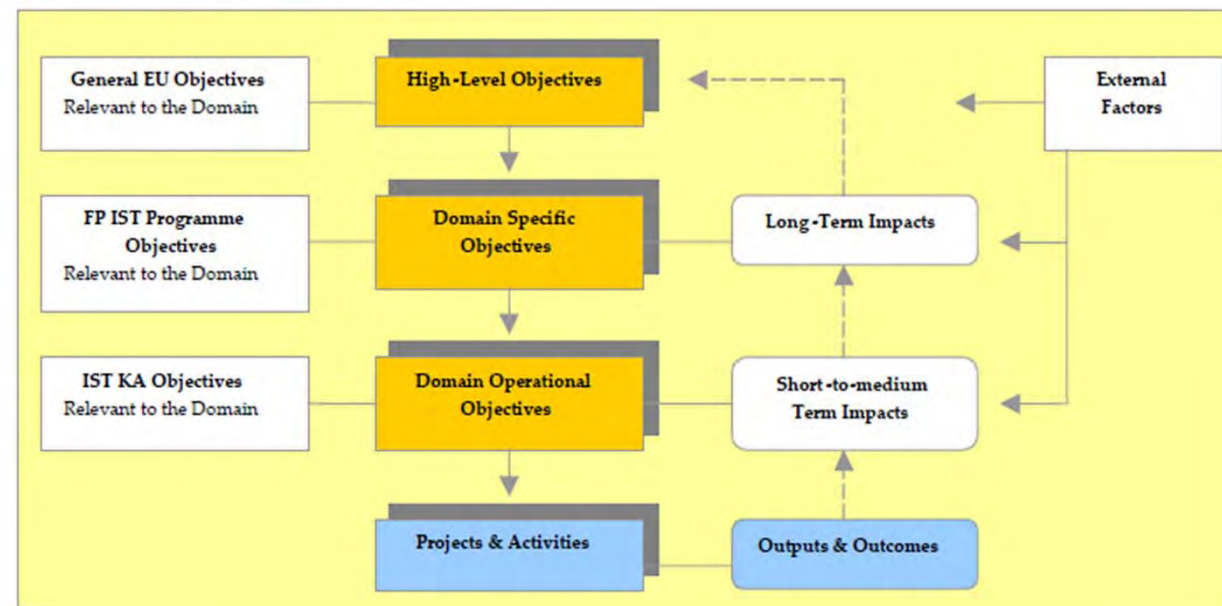 General EU Objectives
Relevant to the Domain
High-Level Objectives
External
Factors
FP IST Programme
Objectives
Relevant to the Domain
Domain Specific
Objectives
Long-Term Impacts
IST KA Objectives
Relevant to the Domain
Domain Operational
Objectives
Short-to-medium
Term Impacts
Projects & Activities
Outputs & Outcomes